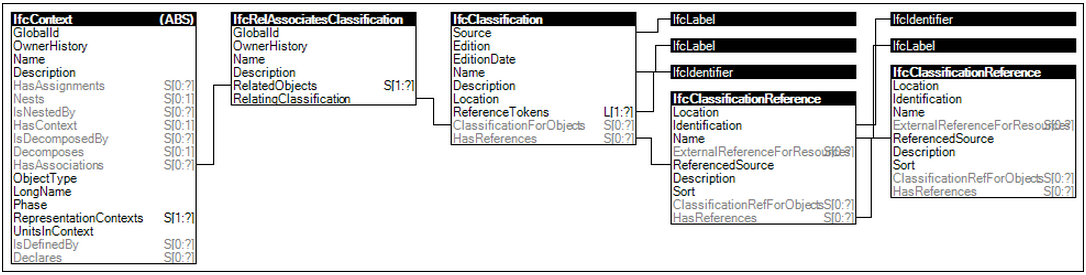 IfcContext (ABS)
GlobalId
OwnerHistory
Name
Description
HasAssignments S[0:?]
Nests S[0:1]
IsNestedBy S[0:?]
HasContext S[0:1]
IsDecomposedBy S[0:?]
Decomposes S[0:1]
HasAssociations S[0:?]
ObjectType
LongName
Phase
RepresentationContexts S[1:?]
UnitsInContext
IsDefinedBy S[0:?]
Declares S[0:?]
IfcRelAssociatesClassification
GlobalId
OwnerHistory
Name
Description
RelatedObjects S[1:?]
RelatingClassification
IfcClassification
Source
Edition
EditionDate
Name
Description
Location
ReferenceTokens L[1:?]
ClassificationForObjects S[0:?]
HasReferences S[0:?]
IfcLabel
IfcLabel
IfcIdentifier
IfcClassificationReference
Location
Identification
Name
ExternalReferenceForResources S[0:?]
ReferencedSource
Description
Sort
ClassificationRefForObjects S[0:?]
HasReferences S[0:?]
IfcIdentifier
IfcLabel
IfcClassificationReference
Location
Identification
Name
ExternalReferenceForResources S[0:?]
ReferencedSource
Description
Sort
ClassificationRefForObjects S[0:?]
HasReferences S[0:?]